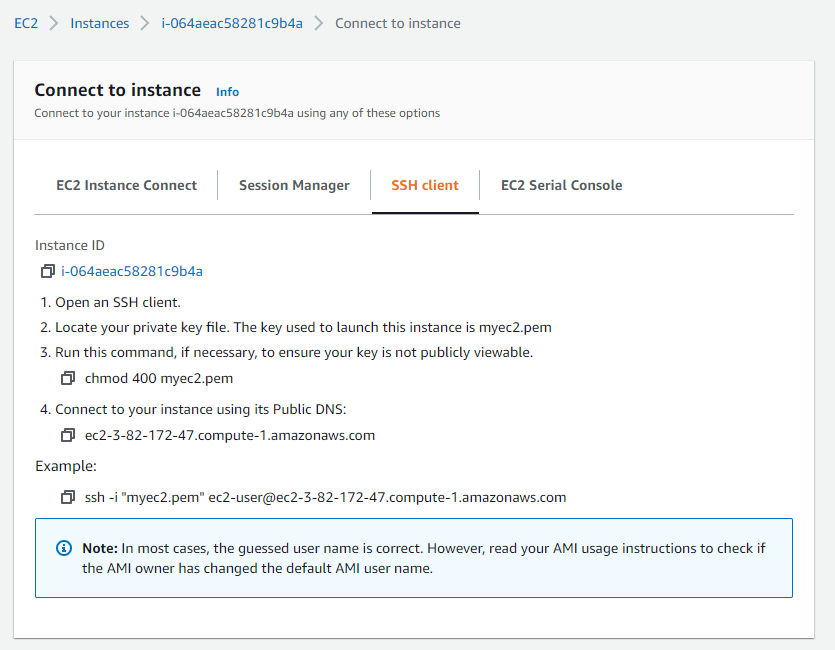 EC2 > Instances > i-064aeac58281c9b4a > Connect to instance
Connect to instance Info
Connect to your instance i-064aeac58281c9b4a using any of these options
EC2 Instance Connect Session Manager SSH client EC2 Serial Console
Instance ID
i-064aeac58281c9b4a
1. Open an SSH client.
2. Locate your private key file. The key used to launch this instance is myec2.pem
3. Run this command, if necessary, to ensure your key is not publicly viewable.
chmod 400 myec2.pem
4. Connect to your instance using its Public DNS:
ec2-3-82-172-47.compute-1.amazonaws.com
Example:
ssh -i "myec2.pem" ec2-user@ec2-3-82-172-47.compute-1.amazonaws.com
Note: In most cases, the guessed user name is correct. However, read your AMI usage instructions to check if
the AMI owner has changed the default AMI user name.